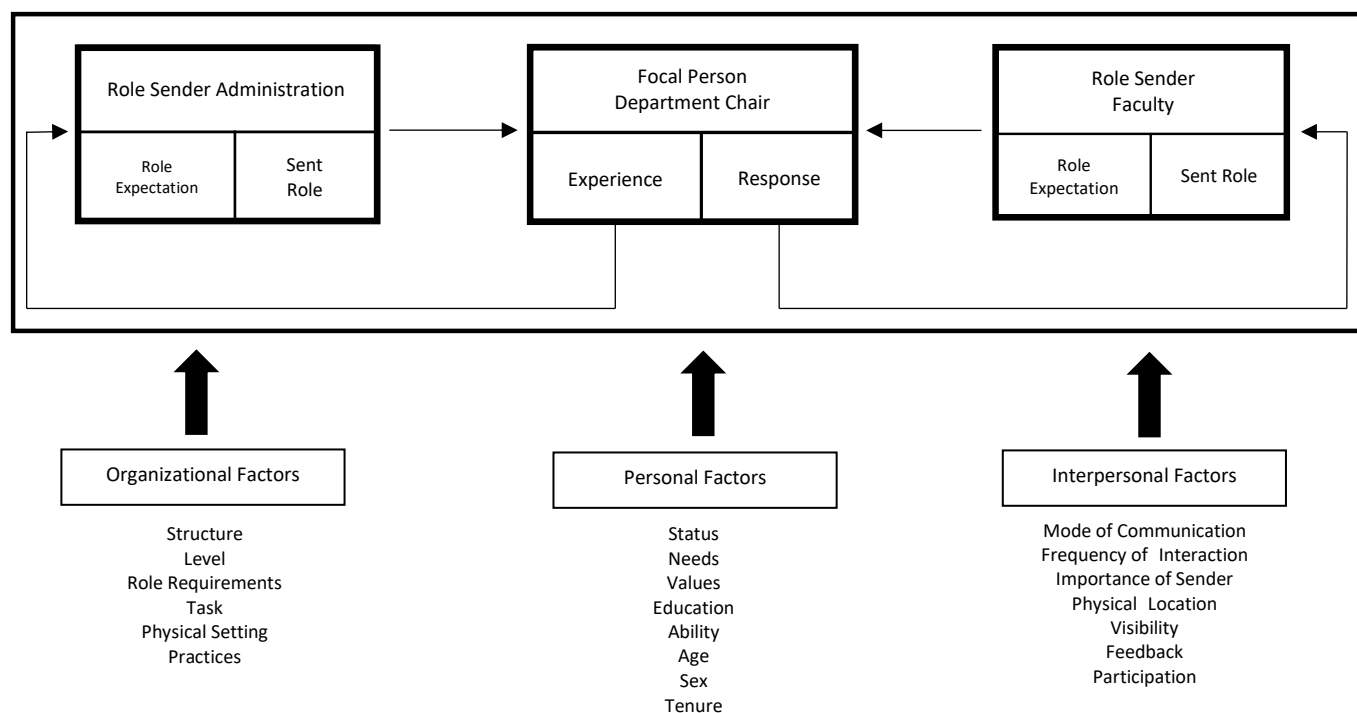 Role Sender Administration
Role
Expectation
Sent
Role
Focal Person
Department Chair
Experience
Response
Role Sender
Faculty
Role
Expectation
Sent Role
Organizational Factors
Structure
Level
Role Requirements
Task
Physical Setting
Practices
Personal Factors
Status
Needs
Values
Education
Ability
Age
Sex
Tenure
Interpersonal Factors
Mode of Communication
Frequency of Interaction
Importance of Sender
Physical Location
Visibility
Feedback
Participation